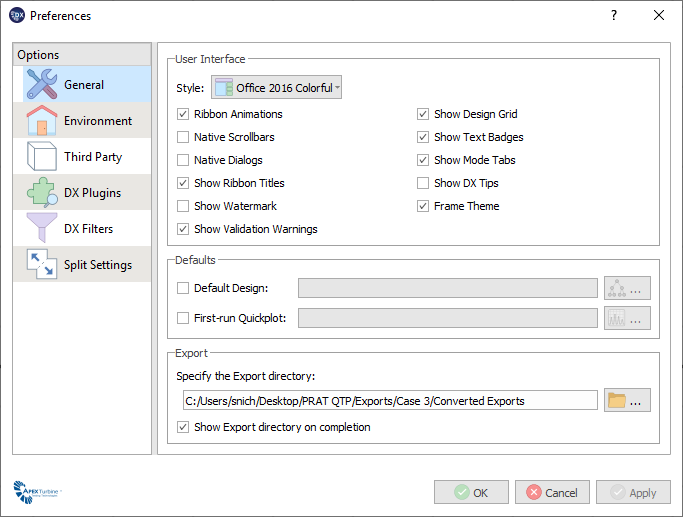 DX
Preferences
?
Options
General
Environment
Third Party
DX Plugins
DX Filters
Split Settings
User Interface
Style: Office 2016 Colorful
Ribbon Animations
Native Scrollbars
Native Dialogs
Show Ribbon Titles
Show Watermark
Show Validation Warnings
Show Design Grid
Show Text Badges
Show Mode Tabs
Show DX Tips
Frame Theme
Defaults
Default Design: ...
First-run Quickplot: ...
Export
Specify the Export directory:
C:/Users/snich/Desktop/PRAT QTP/Exports/Case 3/Converted Exports ...
Show Export directory on completion
APEXTurbine
OK Cancel Apply